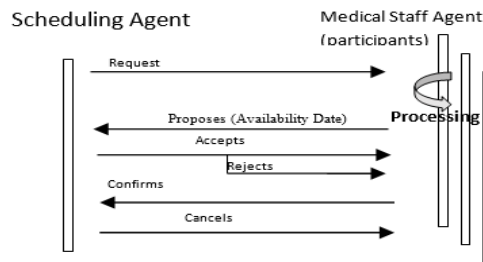 Scheduling Agent
Medical Staff Agent
(participants)
Request
Processing
Proposes (Availability Date)
Accepts
Rejects
Confirms
Cancels